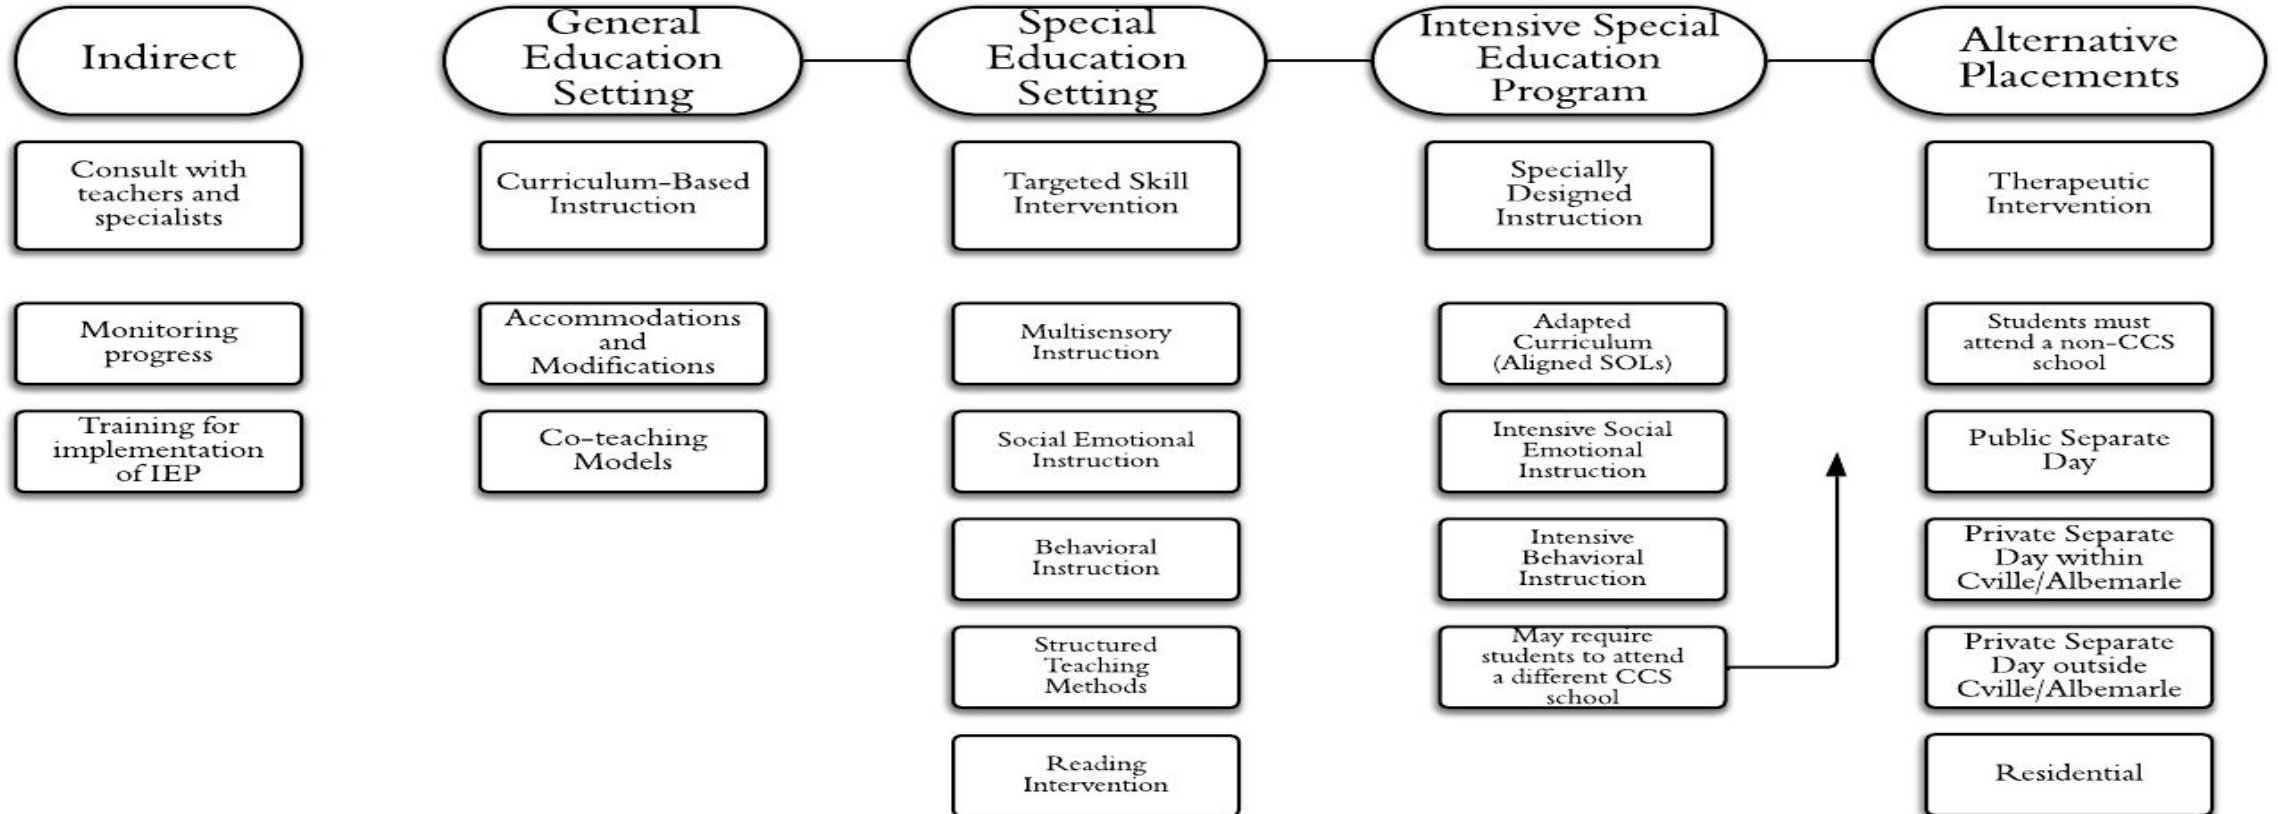 Indirect
General
Education
Setting
Special
Education
Setting
Intensive Special
Education
Program
Alternative
Placements
Consult with
teachers and
specialists
Curriculum-Based
Instruction
Targeted Skill
Intervention
Specially
Designed
Instruction
Therapeutic
Intervention
Monitoring
progress
Accommodations
and
Modifications
Multisensory
Instruction
Adapted
Curriculum
(Aligned SOLs)
Students must
attend a non-CCS
school
Training for
implementation
of IEP
Co-teaching
Models
Social Emotional
Instruction
Intensive Social
Emotional
Instruction
Public Separate
Day
Behavioral
Instruction
Intensive
Behavioral
Instruction
Private Separate
Day within
Cville/Albemarle
Structured
Teaching
Methods
May require
students to attend
a different CCS
school
Private Separate
Day outside
Cville/Albemarle
Reading
Intervention
Residential